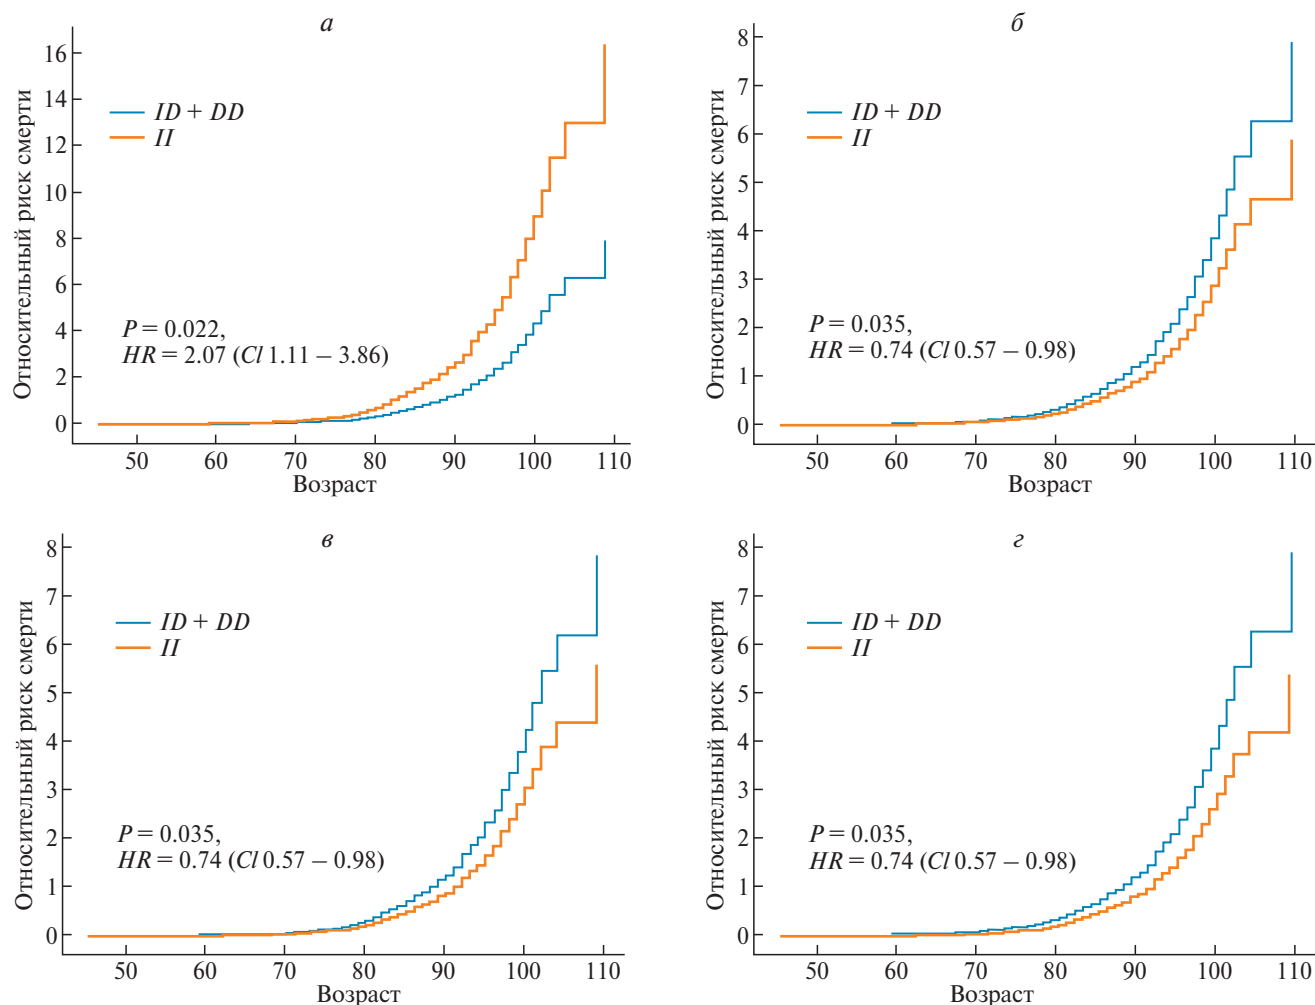 а
16
14
12
10
8
6
4
2
0
Относительный риск смерти
ID + DD
II
P = 0.022,
HR = 2.07 (Cl 1.11 – 3.86)
50 60 70 80 90 100 110
Возраст
б
8
7
6
5
4
3
2
1
0
Относительный риск смерти
ID + DD
II
P = 0.035,
HR = 0.74 (Cl 0.57 – 0.98)
50 60 70 80 90 100 110
Возраст
в
8
7
6
5
4
3
2
1
0
Относительный риск смерти
ID + DD
II
P = 0.035,
HR = 0.74 (Cl 0.57 – 0.98)
50 60 70 80 90 100 110
Возраст
г
8
7
6
5
4
3
2
1
0
Относительный риск смерти
ID + DD
II
P = 0.035,
HR = 0.74 (Cl 0.57 – 0.98)
50 60 70 80 90 100 110
Возраст